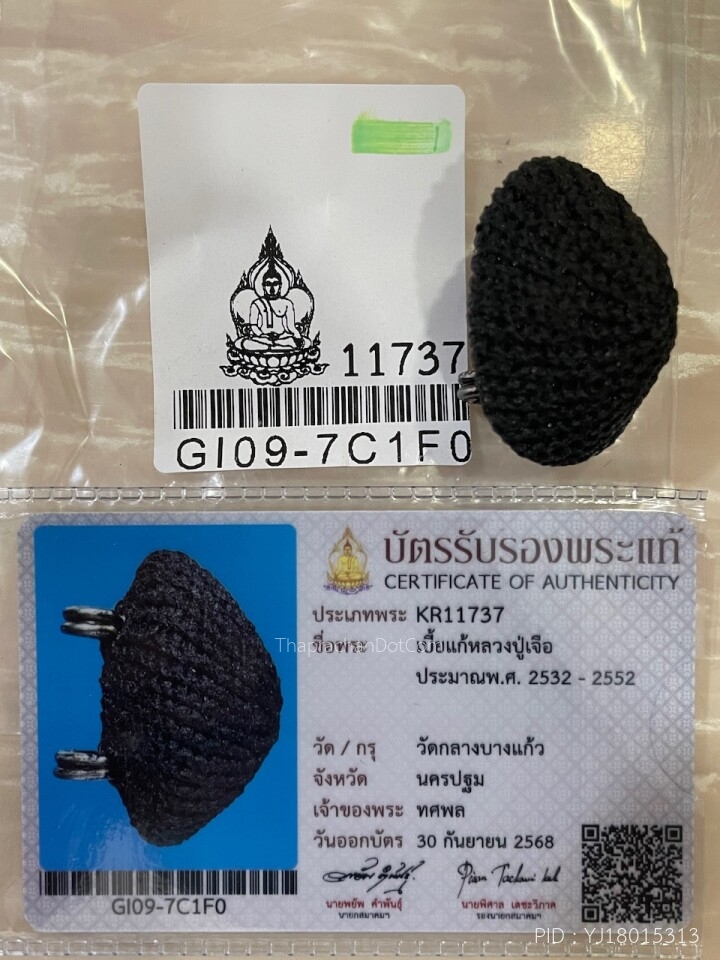 11737
GI09-7C1F0
บัตรรับรองพระแท้
CERTIFICATE OF AUTHENTICITY
ประเภทพระ KR11737
ชื่อพระ เบี้ยแก้หลวงปู่เจือ
ประมาณพ.ศ. 2532 - 2552
วัด / กรุ วัดกลางบางแก้ว
จังหวัด นครปฐม
เจ้าของพระ ทศพล
วันออกบัตร 30 กันยายน 2568
นายพยัพ คำพันธุ์
นายกสมาคมฯ
นายพิศาล เตชะวิภาค
รองนายกสมาคมฯ
GI09-7C1F0
PID : YJ18015313